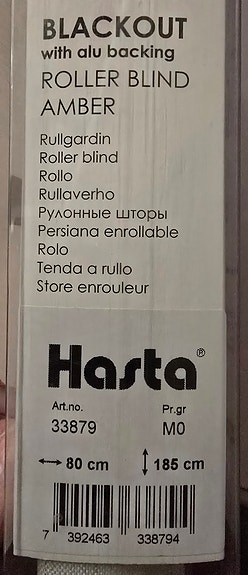 BLACKOUT
with alu backing
ROLLER BLIND
AMBER
Rullgardin
Roller blind
Rollo
Rullaverho
Рулонные шторы
Persiana enrollable
Rolo
Tenda a rullo
Store enrouleur
Hasta®
Art.no. Pr.gr
33879 M0
↔ 80 cm ↕ 185 cm
7 392463 338794